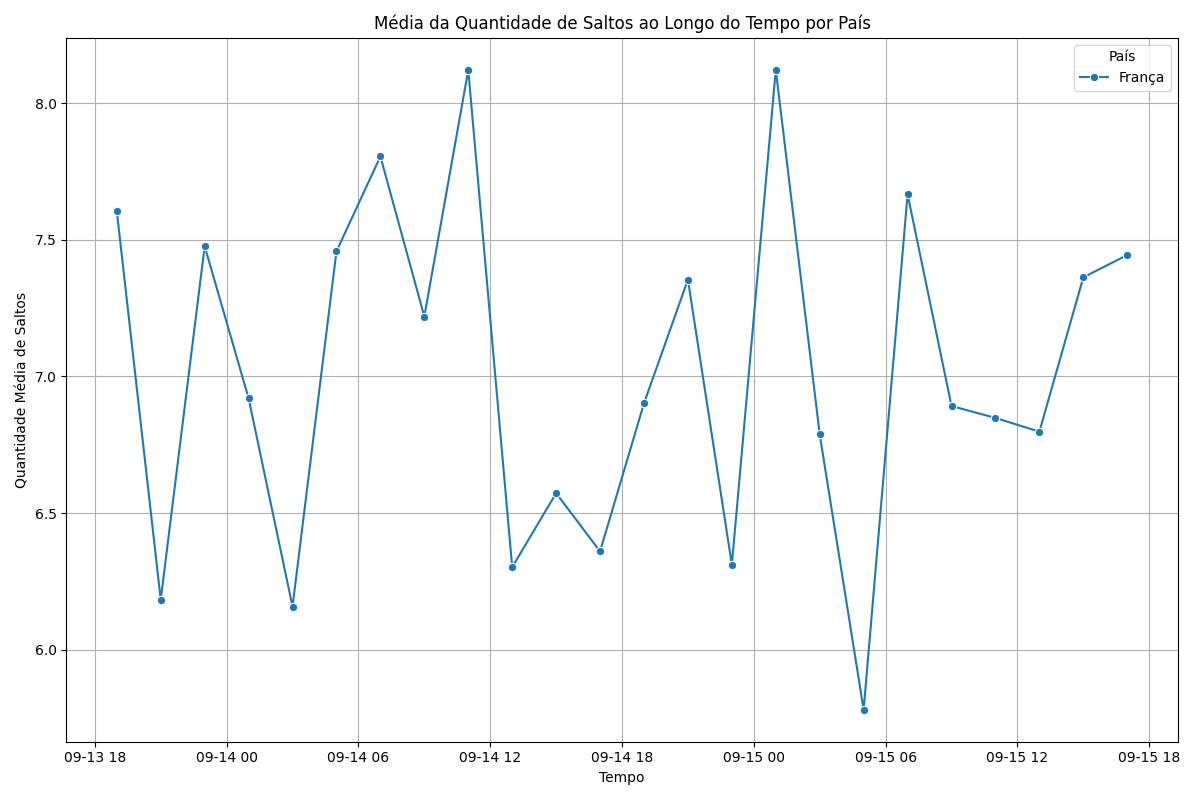 Média da Quantidade de Saltos ao Longo do Tempo por País
País
França
Quantidade Média de Saltos
8.0
7.5
7.0
6.5
6.0
09-13 18 09-14 00 09-14 06 09-14 12 09-14 18 09-15 00 09-15 06 09-15 12 09-15 18
Tempo